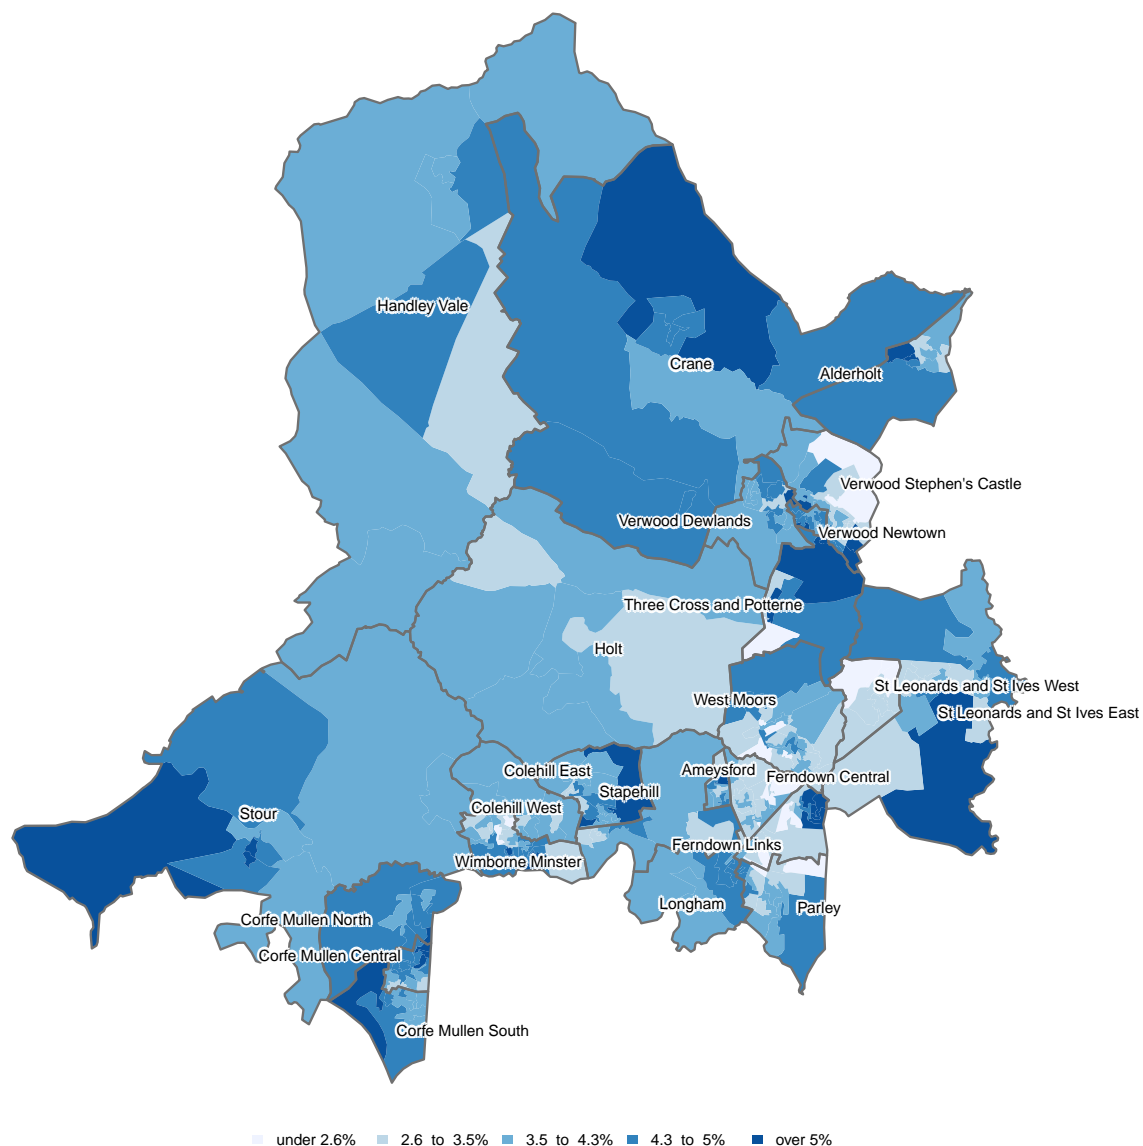 Handley Vale
Crane
Alderholt
Verwood Stephen's Castle
Verwood Dewlands
Verwood Newtown
Three Cross and Potterne
Holt
St Leonards and St Ives West
West Moors
St Leonards and St Ives East
Colehill East
Ameysford
Ferndown Central
Stapehill
Colehill West
Stour
Ferndown Links
Wimborne Minster
Longham
Parley
Corfe Mullen North
Corfe Mullen Central
Corfe Mullen South
under 2.6% 2.6 to 3.5% 3.5 to 4.3% 4.3 to 5% over 5%